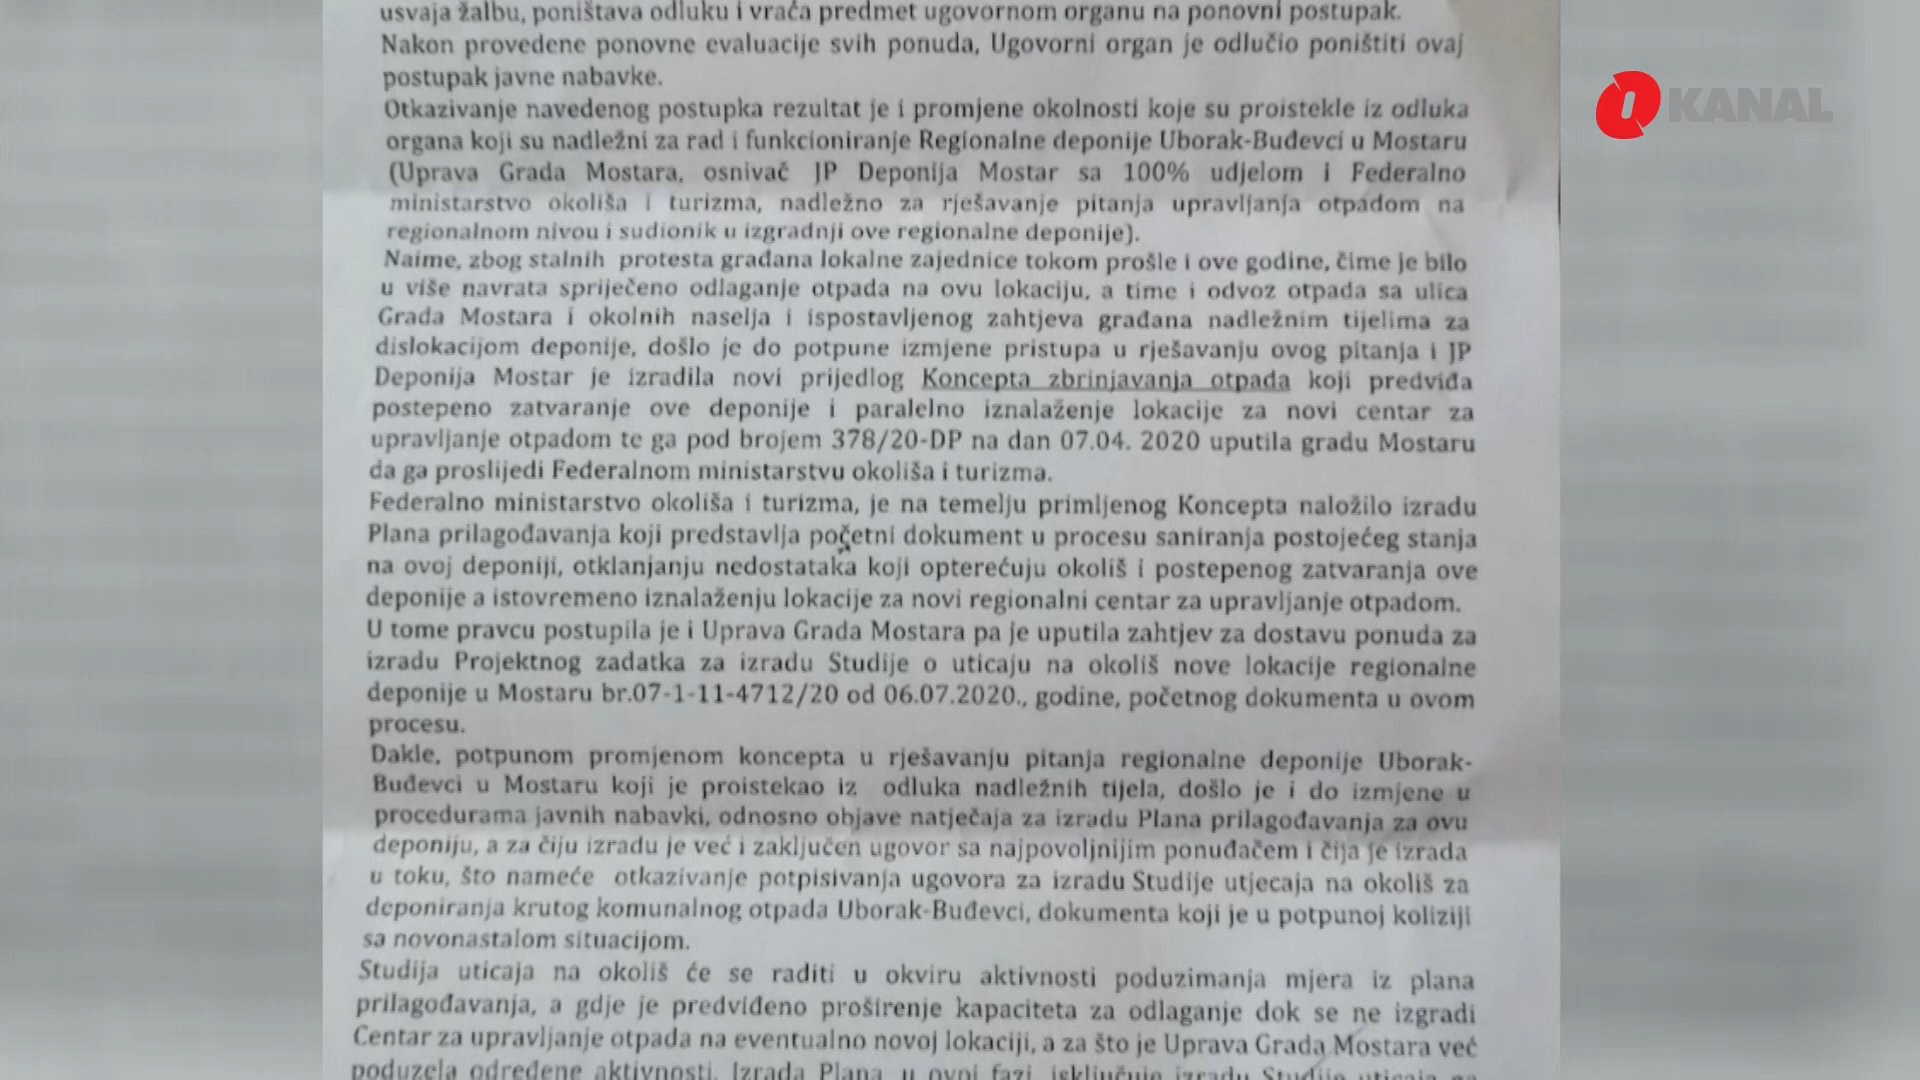 usvaja žalbu, poništava odluku i vraća predmet ugovornom organu na ponovni postupak.
Nakon provedene ponovne evaluacije svih ponuda, Ugovorni organ je odlučio poništiti ovaj
postupak javne nabavke.
Otkazivanje navedenog postupka rezultat je i promjene okolnosti koje su proistekle iz odluka
organa koji su nadležni za rad i funkcioniranje Regionalne deponije Uborak-Buđevci u Mostaru
(Uprava Grada Mostara, osnivač JP Deponija Mostar sa 100% udjelom i Federalno
ministarstvo okoliša i turizma, nadležno za rješavanje pitanja upravljanja otpadom na
regionalnom nivou i sudionik u izgradnji ove regionalne deponije).
Naime, zbog stalnih protesta građana lokalne zajednice tokom prošle i ove godine, čime je bilo
u više navrata spriječeno odlaganje otpada na ovu lokaciju, a time i odvoz otpada sa ulica
Grada Mostara i okolnih naselja i ispostavljenog zahtjeva građana nadležnim tijelima za
dislokacijom deponije, došlo je do potpune izmjene pristupa u rješavanju ovog pitanja i JP
Deponija Mostar je izradila novi prijedlog Koncepta zbrinjavanja otpada koji predviđa
postepeno zatvaranje ove deponije i paralelno iznalaženje lokacije za novi centar za
upravljanje otpadom te ga pod brojem 378/20-DP na dan 07.04. 2020 uputila gradu Mostaru
da ga proslijedi Federalnom ministarstvu okoliša i turizma.
Federalno ministarstvo okoliša i turizma, je na temelju primljenog Koncepta naložilo izradu
Plana prilagođavanja koji predstavlja početni dokument u procesu saniranja postojećeg stanja
na ovoj deponiji, otklanjanju nedostataka koji opterećuju okoliš i postepenog zatvaranja ove
deponije a istovremeno iznalaženju lokacije za novi regionalni centar za upravljanje otpadom.
U tome pravcu postupila je i Uprava Grada Mostara pa je uputila zahtjev za dostavu ponuda za
izradu Projektnog zadatka za izradu Studije o uticaju na okoliš nove lokacije regionalne
deponije u Mostaru br.07-1-11-4712/20 od 06.07.2020., godine, početnog dokumenta u ovom
procesu.
Dakle, potpunom promjenom koncepta u rješavanju pitanja regionalne deponije Uborak-
Buđevci u Mostaru koji je proistekao iz odluka nadležnih tijela, došlo je i do izmjene u
procedurama javnih nabavki, odnosno objave natječaja za izradu Plana prilagođavanja za ovu
deponiju, a za čiju izradu je već i zaključen ugovor sa najpovoljnijim ponuđačem i čija je izrada
u toku, što nameće otkazivanje potpisivanja ugovora za izradu Studije utjecaja na okoliš za
deponiranja krutog komunalnog otpada Uborak-Buđevci, dokumenta koji je u potpunoj koliziji
sa novonastalom situacijom.
Studija uticaja na okoliš će se raditi u okviru aktivnosti poduzimanja mjera iz plana
prilagođavanja, a gdje je predviđeno proširenje kapaciteta za odlaganje dok se ne izgradi
Centar za upravljanje otpada na eventualno novoj lokaciji, a za što je Uprava Grada Mostara već
poduzela određene aktivnosti. Izrada Plana u ovoj fazi isključuje izradu Studije uticaja na
O KANAL